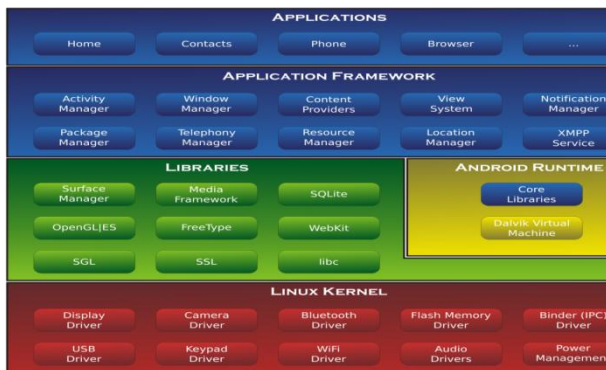 APPLICATIONS
Home Contacts Phone Browser ...
APPLICATION FRAMEWORK
Activity Manager
Window Manager
Content Providers
View System
Notification Manager
Package Manager
Telephony Manager
Resource Manager
Location Manager
XMPP Service
LIBRARIES
Surface Manager
Media Framework
SQLite
OpenGL|ES
FreeType
WebKit
SGL
SSL
libc
ANDROID RUNTIME
Core Libraries
Dalvik Virtual Machine
LINUX KERNEL
Display Driver
Camera Driver
Bluetooth Driver
Flash Memory Driver
Binder (IPC) Driver
USB Driver
Keypad Driver
WiFi Driver
Audio Drivers
Power Management